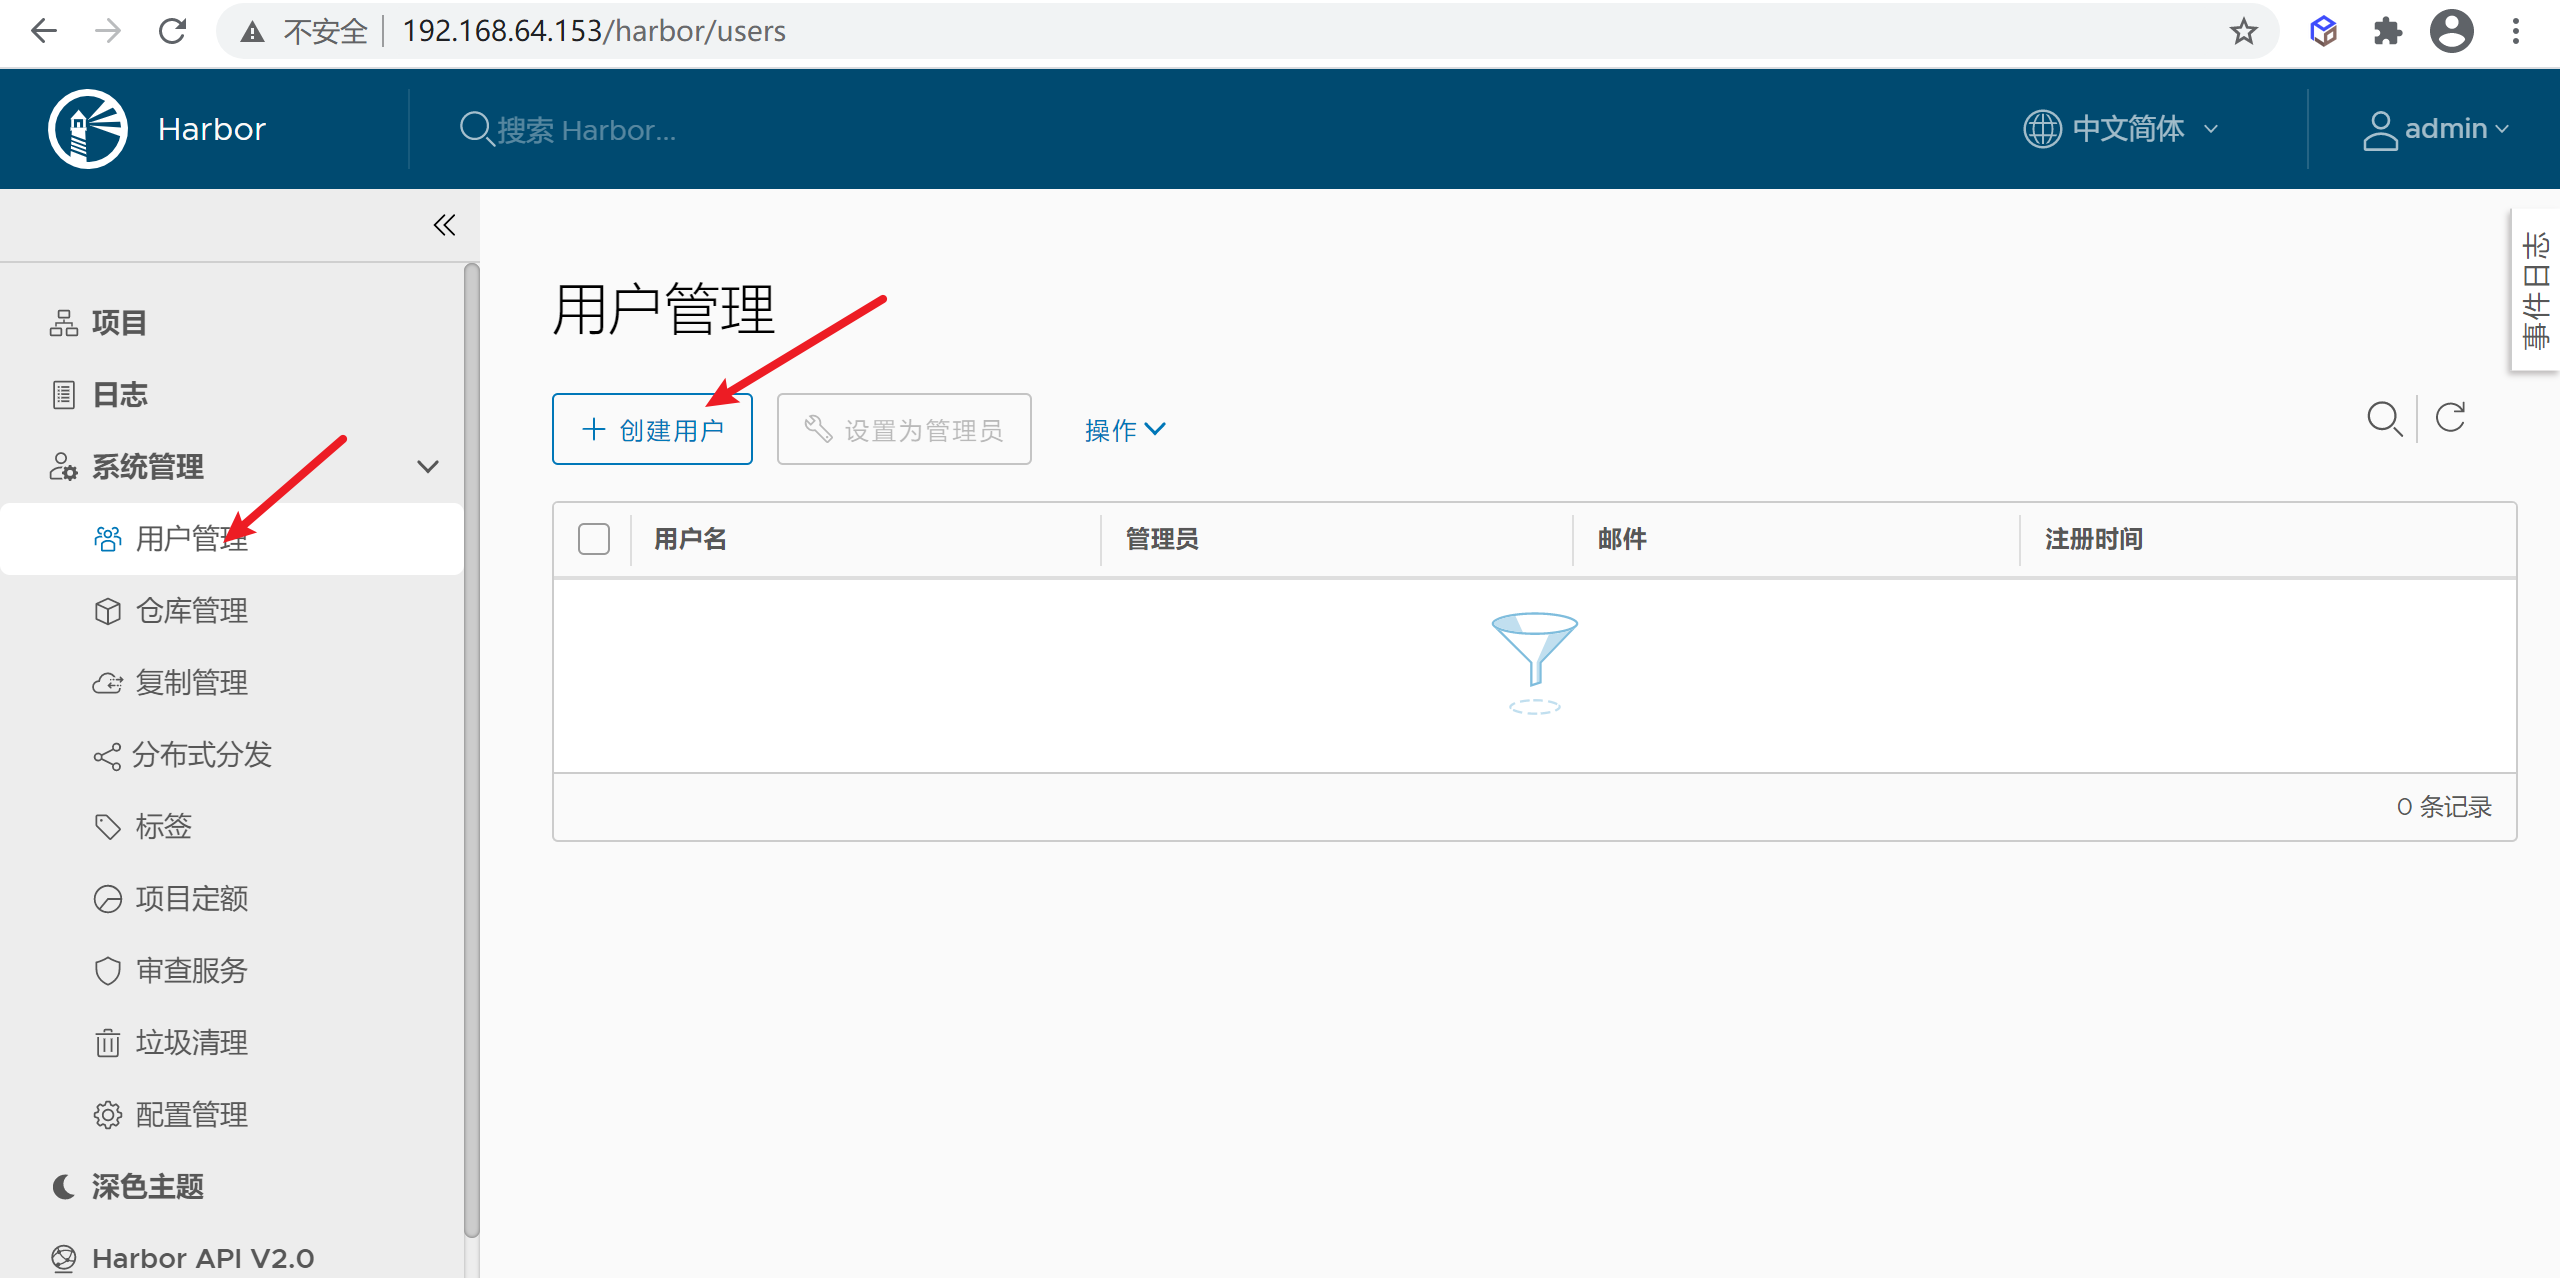 不安全 192.168.64.153/harbor/users
Harbor
搜索 Harbor...
中文简体
admin
事件日志
项目
日志
系统管理
用户管理
仓库管理
复制管理
分布式分发
标签
项目定额
审查服务
垃圾清理
配置管理
深色主题
Harbor API V2.0
用户管理
创建用户
设置为管理员
操作
用户名 管理员 邮件 注册时间
0 条记录